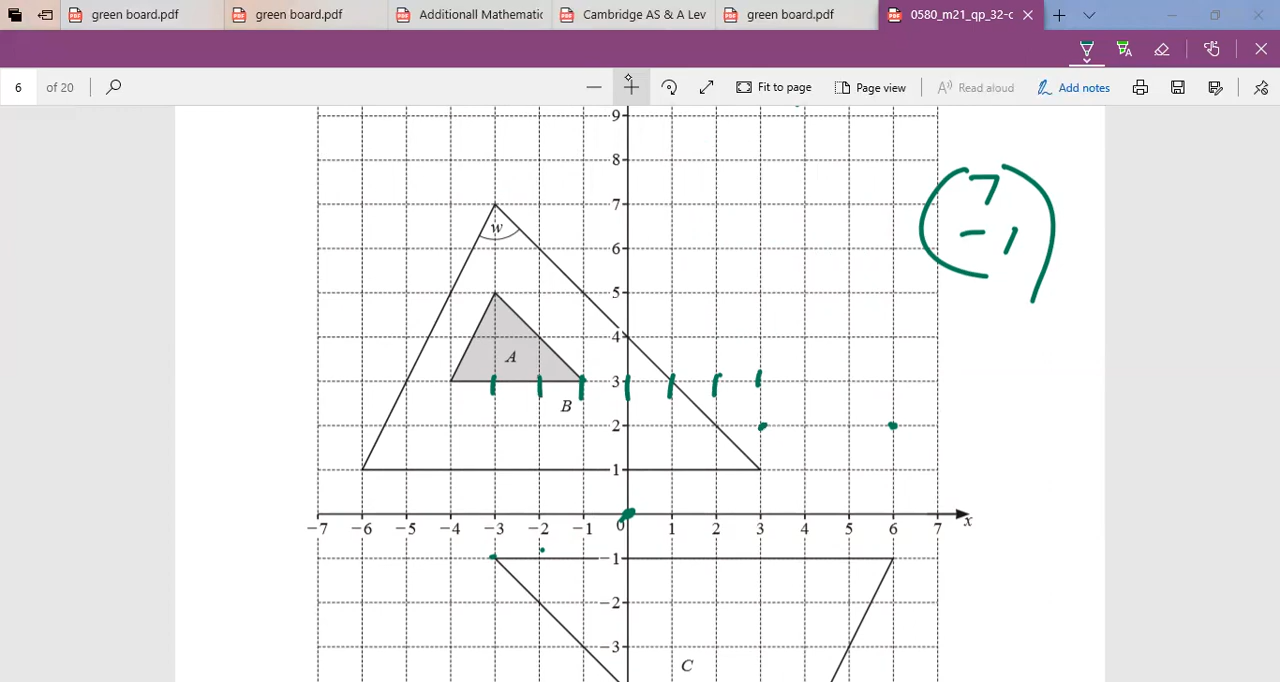 green board.pdf
green board.pdf
Additionall Mathematic
Cambridge AS & A Lev
green board.pdf
0580_m21_qp_32-c
6 of 20
Fit to page
Page view
Read aloud
Add notes
9
8
7
w
6
5
4
A
3
B
2
1
-7 -6 -5 -4 -3 -2 -1 0 1 2 3 4 5 6 7 x
-1
-2
-3
C
7
-1